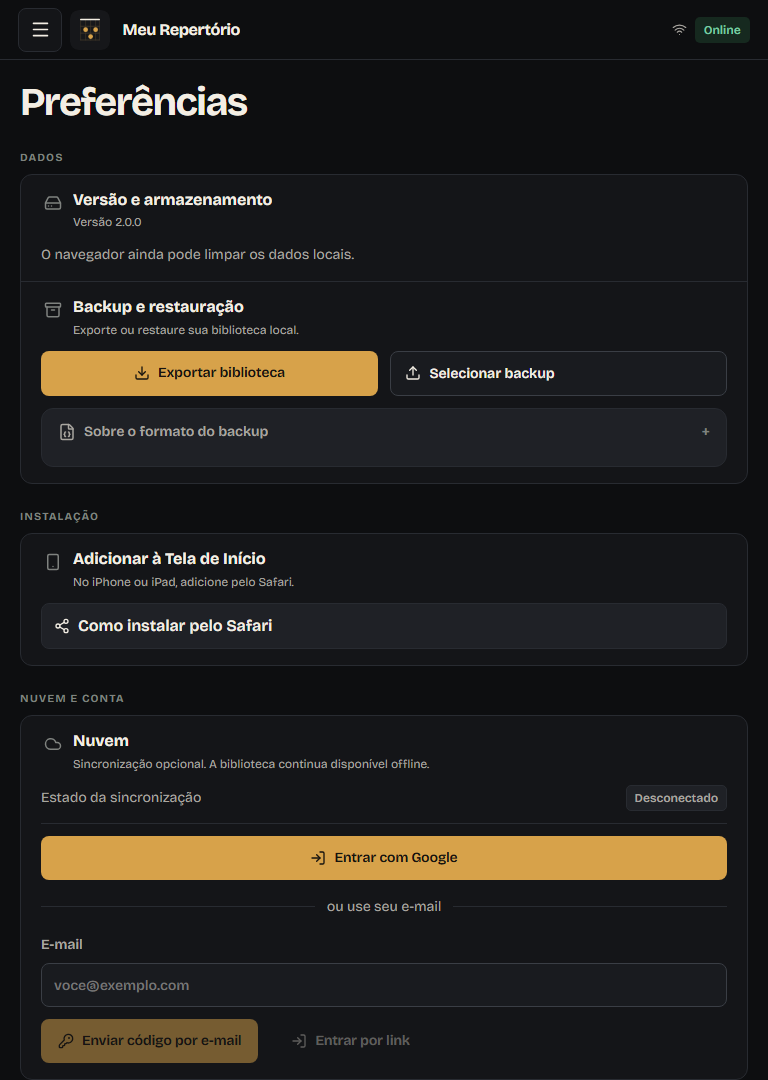 Meu Repertório
Online
Preferências
DADOS
Versão e armazenamento
Versão 2.0.0
O navegador ainda pode limpar os dados locais.
Backup e restauração
Exporte ou restaure sua biblioteca local.
Exportar biblioteca
Selecionar backup
Sobre o formato do backup
+
INSTALAÇÃO
Adicionar à Tela de Início
No iPhone ou iPad, adicione pelo Safari.
Como instalar pelo Safari
NUVEM E CONTA
Nuvem
Sincronização opcional. A biblioteca continua disponível offline.
Estado da sincronização
Desconectado
Entrar com Google
ou use seu e-mail
E-mail
voce@exemplo.com
Enviar código por e-mail
Entrar por link